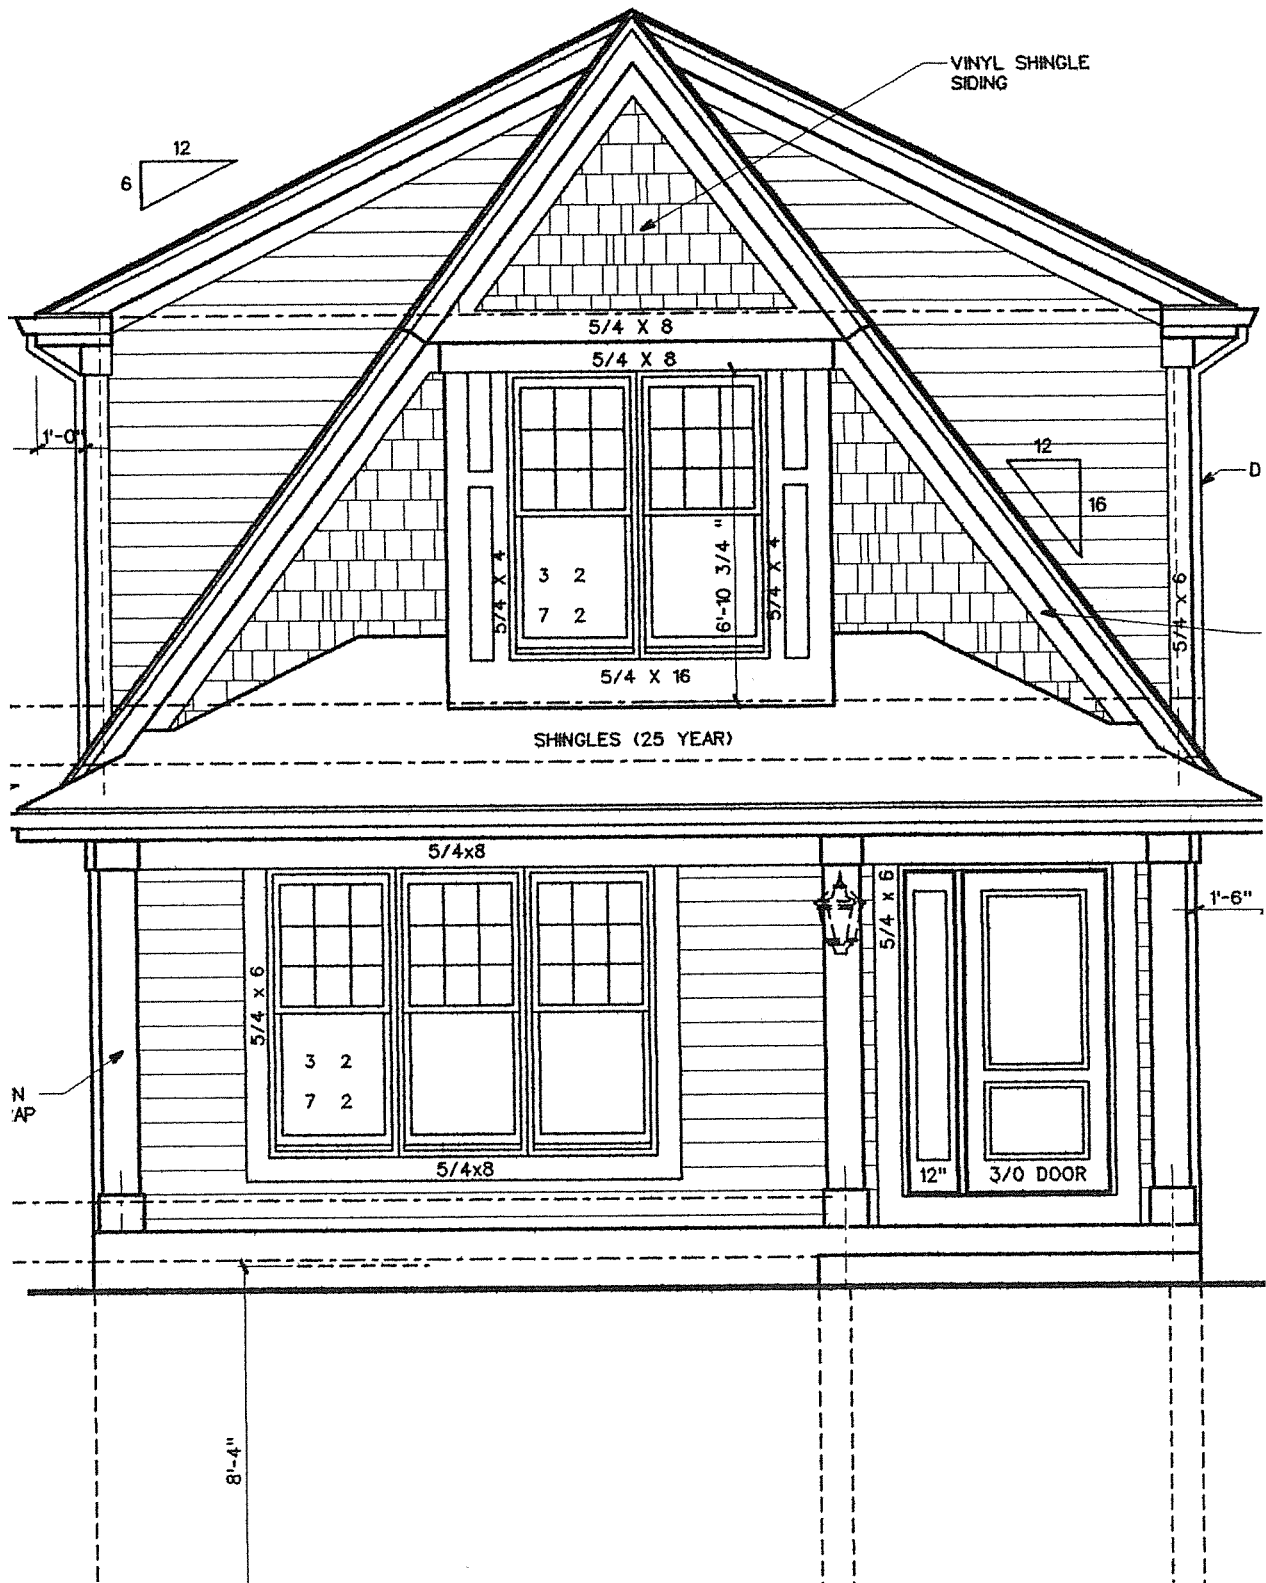 VINYL SHINGLE
SIDING
12
6
5/4 X 8
5/4 X 8
1'-0"
12
16
D
5/4 X 4
3 2
7 2
6'-10 3/4 "
5/4 X 4
5/4 x 6
5/4 X 16
SHINGLES (25 YEAR)
5/4x8
5/4 x 6
5/4 x 6
1'-6"
3 2
7 2
N
AP
12"
3/0 DOOR
5/4x8
8'-4"